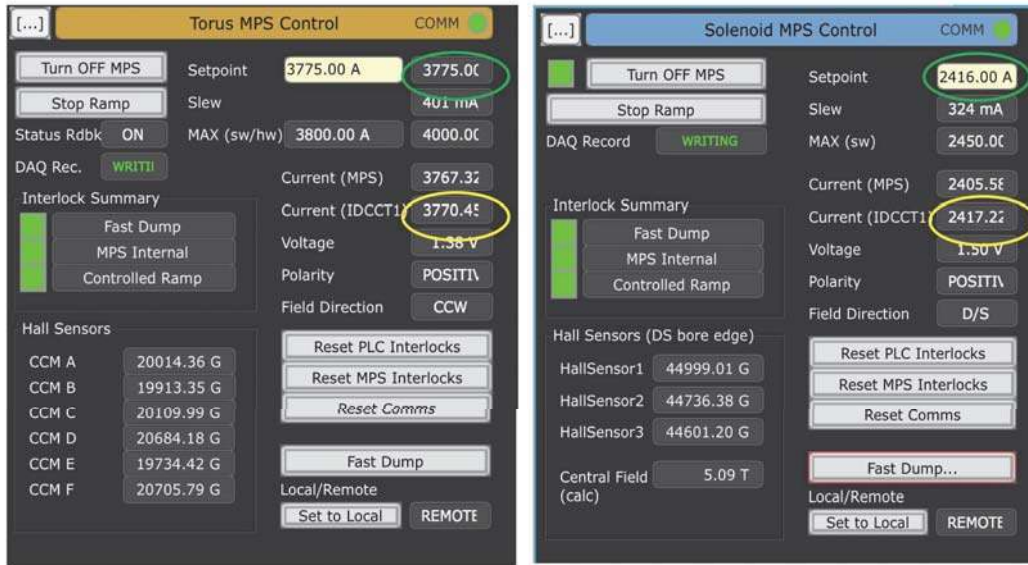 [...] Torus MPS Control COMM
Turn OFF MPS Setpoint 3775.00 A 3775.0(
Stop Ramp Slew 401 mA
Status Rdbk ON MAX (sw/hw) 3800.00 A 4000.0(
DAQ Rec. WRITII
Current (MPS) 3767.32
Interlock Summary
Current (IDCCT1) 3770.45
Fast Dump
Voltage 1.38 V
MPS Internal
Polarity POSITI\
Controlled Ramp
Field Direction CCW
Hall Sensors
Reset PLC Interlocks
CCM A 20014.36 G
Reset MPS Interlocks
CCM B 19913.35 G
Reset Comms
CCM C 20109.99 G
CCM D 20684.18 G
Fast Dump
CCM E 19734.42 G
Local/Remote
CCM F 20705.79 G
Set to Local REMOTE
[...] Solenoid MPS Control COMM
Turn OFF MPS Setpoint 2416.00 A
Stop Ramp Slew 324 mA
DAQ Record WRITING MAX (sw) 2450.0(
Current (MPS) 2405.58
Interlock Summary
Current (IDCCT1) 2417.22
Fast Dump
Voltage 1.50 V
MPS Internal
Polarity POSITI\
Controlled Ramp
Field Direction D/S
Hall Sensors (DS bore edge)
Reset PLC Interlocks
HallSensor1 44999.01 G
Reset MPS Interlocks
HallSensor2 44736.38 G
Reset Comms
HallSensor3 44601.20 G
Fast Dump...
Central Field (calc) 5.09 T
Local/Remote
Set to Local REMOTE